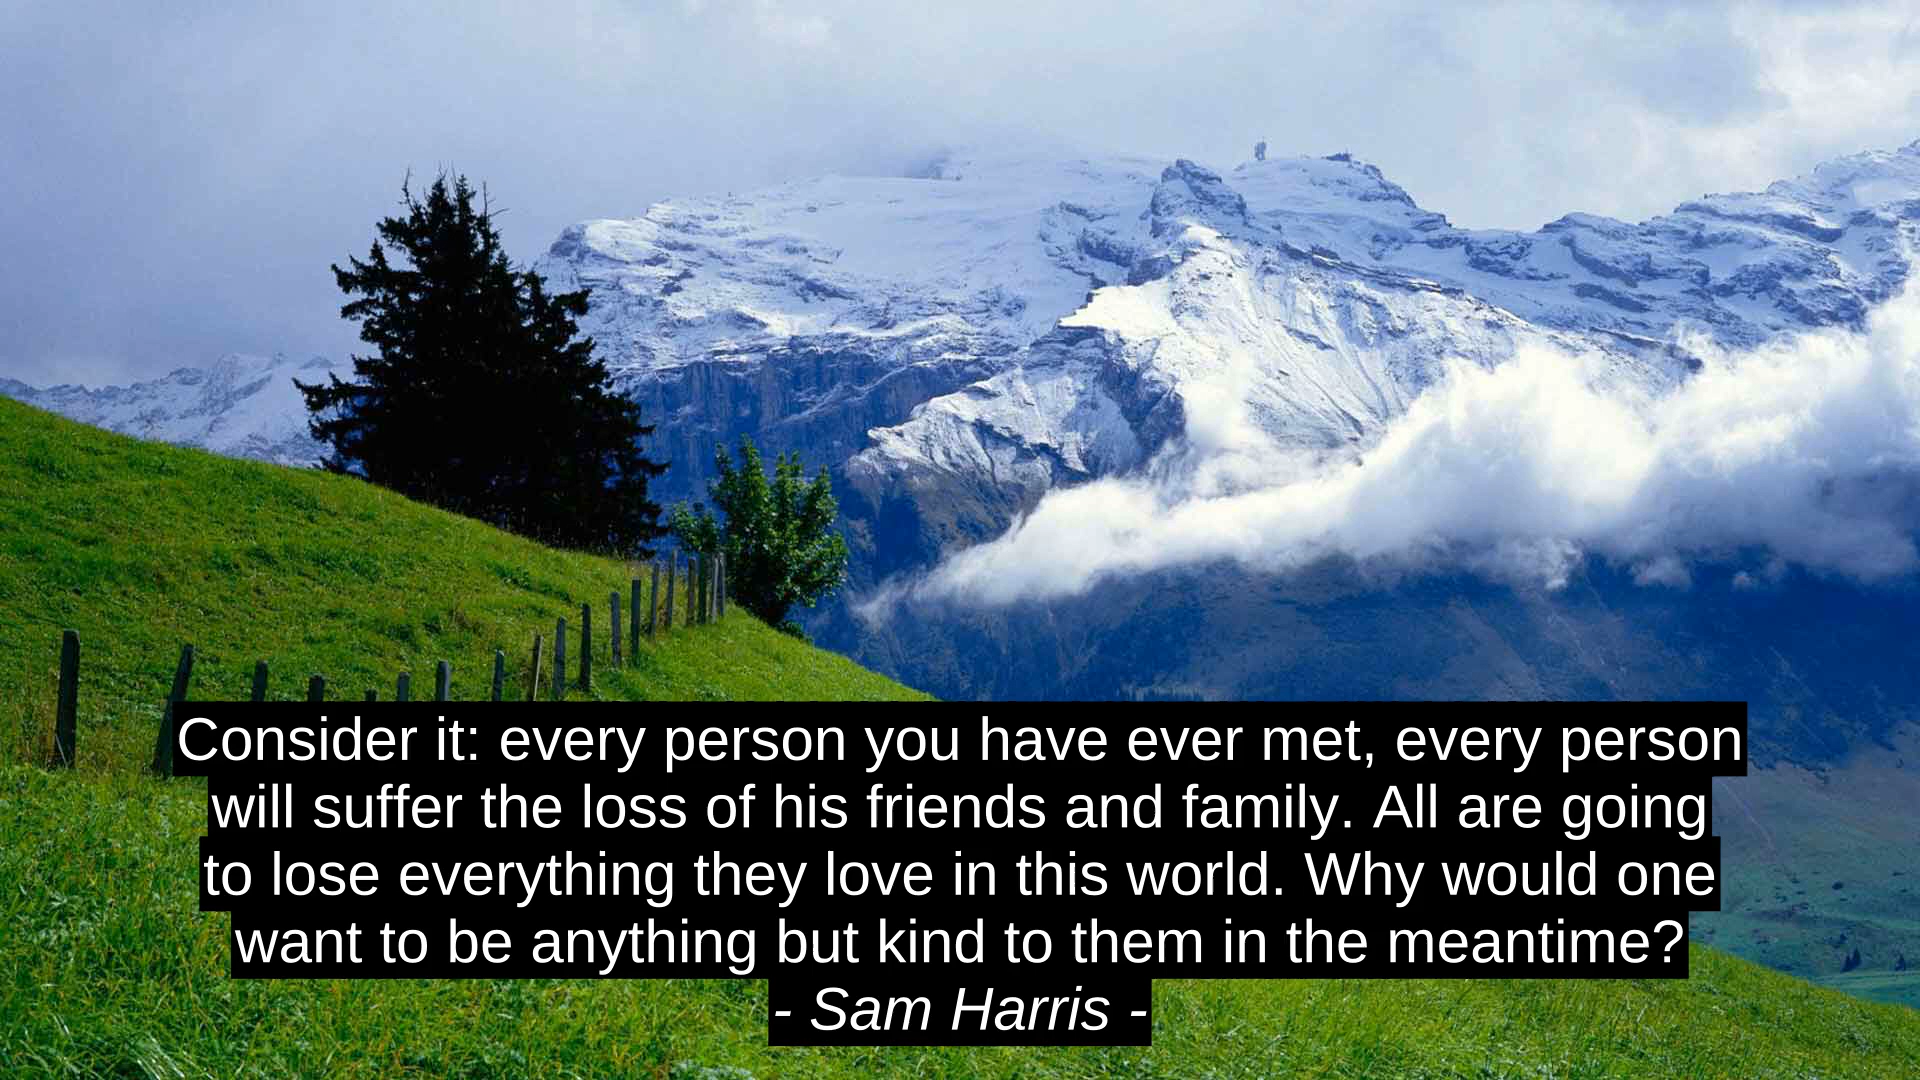 Consider it: every person you have ever met, every person
will suffer the loss of his friends and family. All are going
to lose everything they love in this world. Why would one
want to be anything but kind to them in the meantime?
- Sam Harris -